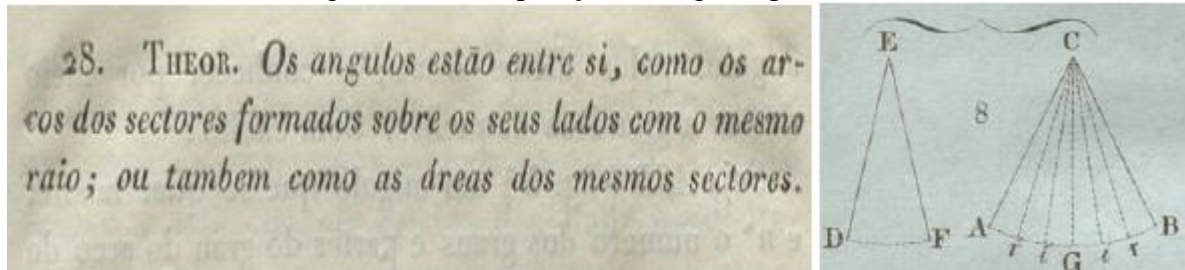 28. THEOR. Os angulos estão entre si, como os ar-
cos dos sectores formados sobre os seus lados com o mesmo
raio; ou tambem como as áreas dos mesmos sectores.
E C
8
D F A r t G t r B